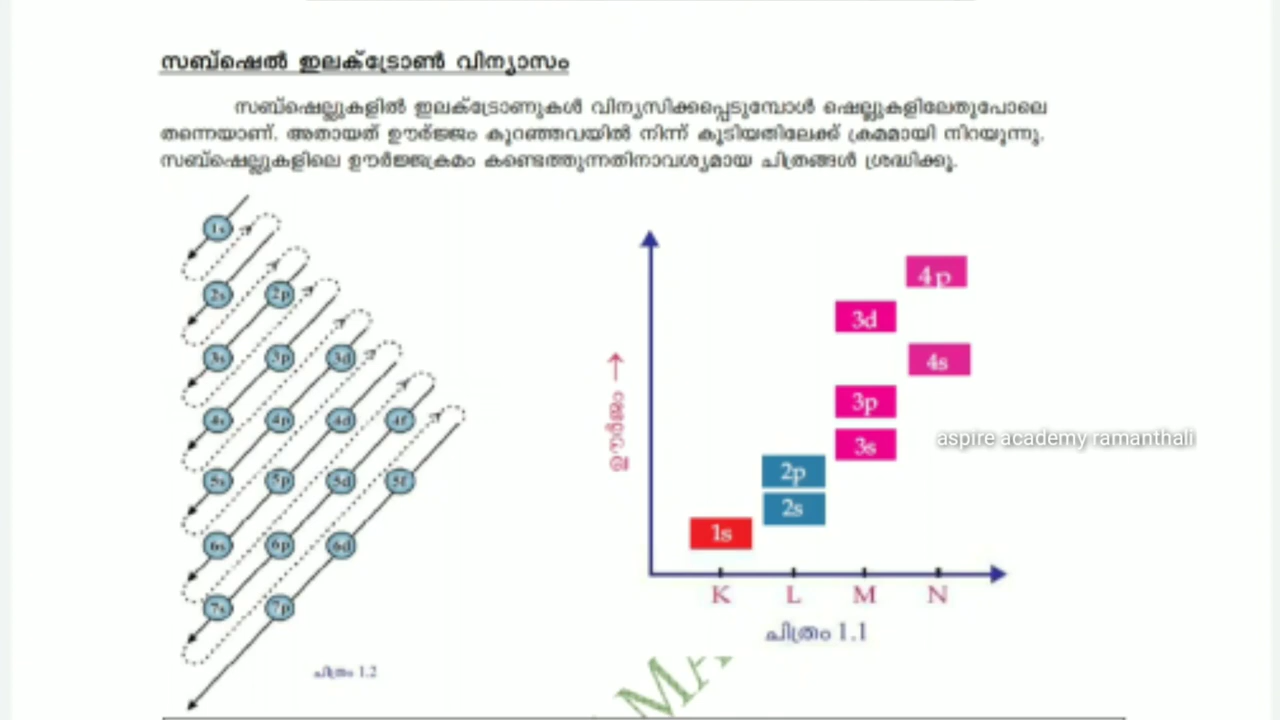 സബ്ഷെൽ ഇലക്ട്രോൺ വിന്യാസം
സബ്ഷെല്ലുകളിൽ ഇലക്ട്രോണുകൾ വിന്യസിക്കപ്പെടുമ്പോൾ ഷെല്ലുകളിലേതുപോലെ
തന്നെയാണ്. അതായത് ഊർജ്ജം കുറഞ്ഞവയിൽ നിന്ന് കൂടിയതിലേക്ക് ക്രമമായി നിറയുന്നു.
സബ്ഷെല്ലുകളിലെ ഊർജ്ജക്രമം കണ്ടെത്തുന്നതിനാവശ്യമായ ചിത്രങ്ങൾ ശ്രദ്ധിക്കൂ.
1s
2s 2p
3s 3p 3d
4s 4p 4d 4f
5s 5p 5d 5f
6s 6p 6d
7s 7p
ചിത്രം 1.2
4p
3d
4s
3p
3s
2p
2s
1s
ഊർജം
K L M N
ചിത്രം 1.1
aspire academy ramanthali